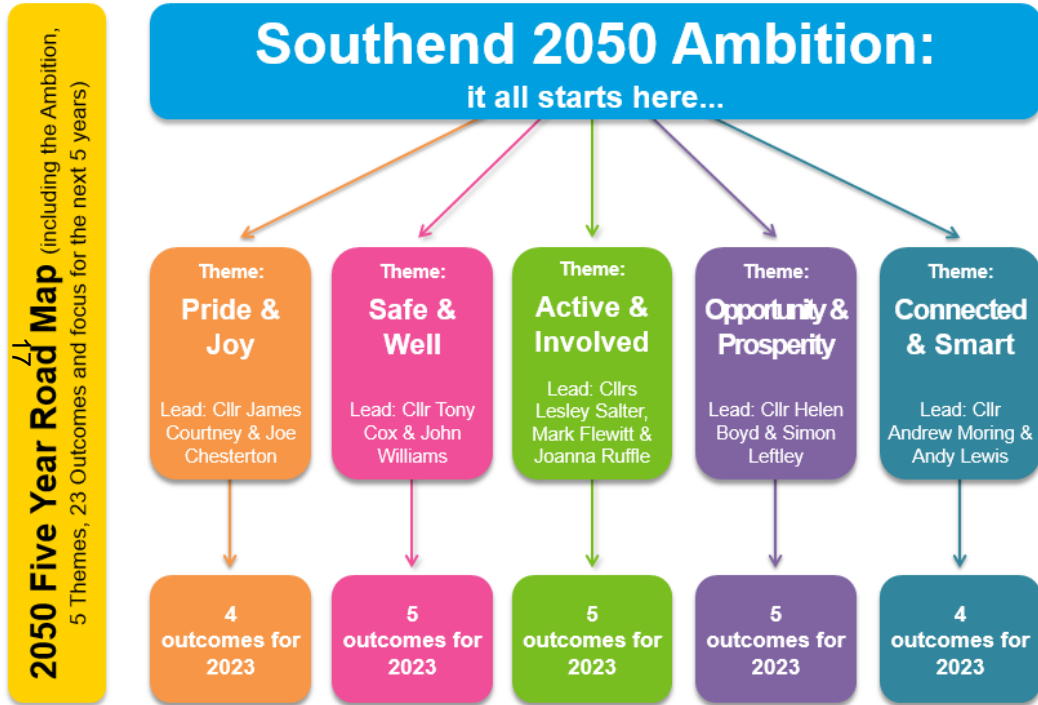 2050 Five Year Road Map (including the Ambition,
5 Themes, 23 Outcomes and focus for the next 5 years)
17
Southend 2050 Ambition:
it all starts here...
Theme:
Pride &
Joy
Lead: Cllr James
Courtney & Joe
Chesterton
Theme:
Safe &
Well
Lead: Cllr Tony
Cox & John
Williams
Theme:
Active &
Involved
Lead: Cllrs
Lesley Salter,
Mark Flewitt &
Joanna Ruffle
Theme:
Opportunity &
Prosperity
Lead: Cllr Helen
Boyd & Simon
Leftley
Theme:
Connected
& Smart
Lead: Cllr
Andrew Moring &
Andy Lewis
4
outcomes for
2023
5
outcomes for
2023
5
outcomes for
2023
5
outcomes for
2023
4
outcomes for
2023